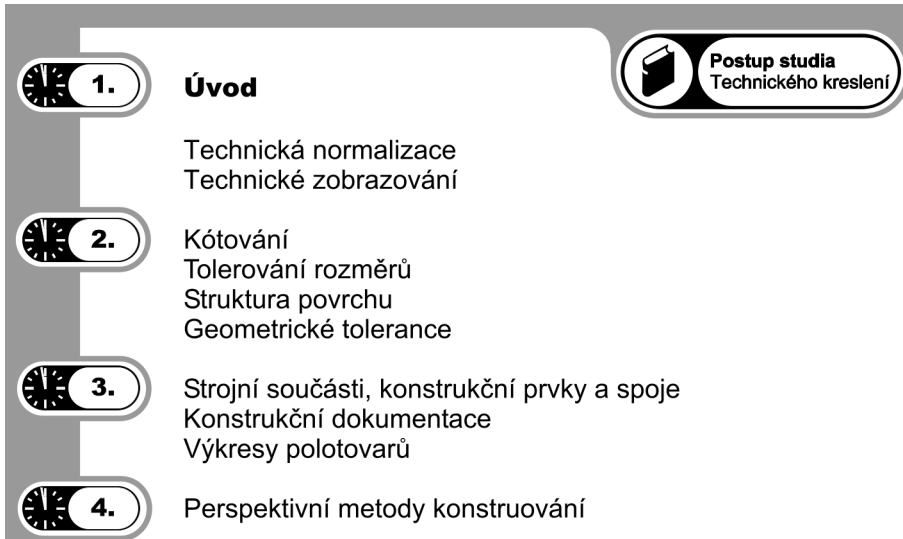 Postup studia
Technického kreslení
1. Úvod
Technická normalizace
Technické zobrazování
2. Kótování
Tolerování rozměrů
Struktura povrchu
Geometrické tolerance
3. Strojní součásti, konstrukční prvky a spoje
Konstrukční dokumentace
Výkresy polotovarů
4. Perspektivní metody konstruování